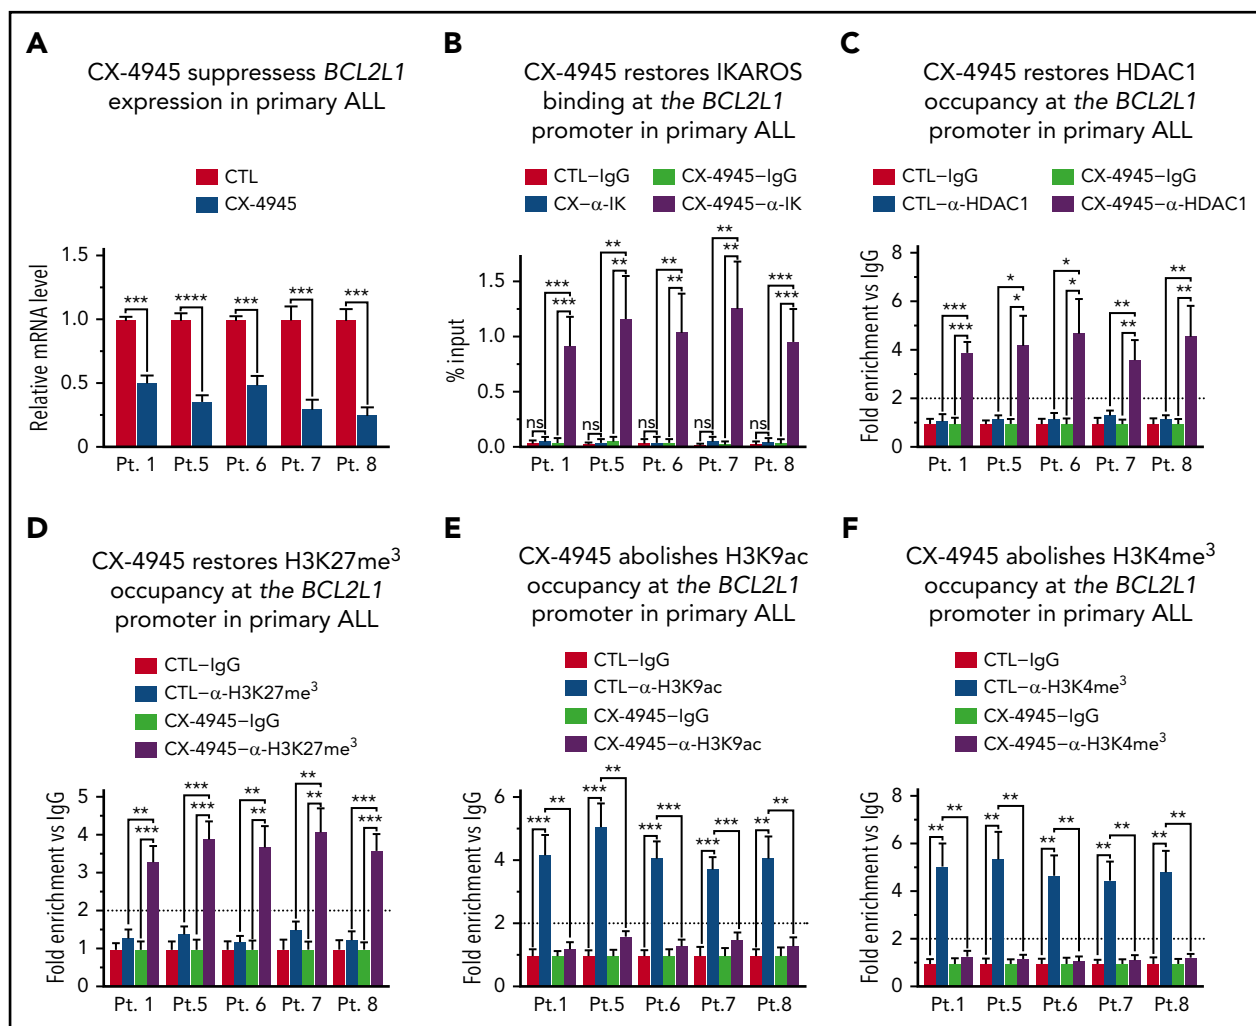 A
CX-4945 suppressess BCL2L1
expression in primary ALL
CTL
CX-4945
Relative mRNA level
1.5
1.0
0.5
0
***
****
***
***
***
Pt. 1
Pt.5
Pt. 6
Pt. 7
Pt. 8
B
CX-4945 restores IKAROS
binding at the BCL2L1
promoter in primary ALL
CTL–IgG
CX-4945–IgG
CX–α-IK
CX-4945–α-IK
% input
1.5
1.0
0.5
0.0
ns
***
***
ns
**
**
ns
**
**
ns
**
**
ns
***
***
Pt. 1
Pt.5
Pt. 6
Pt. 7
Pt. 8
C
CX-4945 restores HDAC1
occupancy at the BCL2L1
promoter in primary ALL
CTL–IgG
CX-4945–IgG
CTL–α-HDAC1
CX-4945–α-HDAC1
Fold enrichment vs IgG
8
6
4
2
0
***
***
*
*
*
*
**
**
**
**
Pt. 1
Pt.5
Pt. 6
Pt. 7
Pt. 8
D
CX-4945 restores H3K27me³
occupancy at the BCL2L1
promoter in primary ALL
CTL–IgG
CTL–α-H3K27me³
CX-4945–IgG
CX-4945–α-H3K27me³
Fold enrichment vs IgG
5
4
3
2
1
0
**
***
***
***
**
**
**
**
***
***
Pt. 1
Pt.5
Pt. 6
Pt. 7
Pt. 8
E
CX-4945 abolishes H3K9ac
occupancy at the BCL2L1
promoter in primary ALL
CTL–IgG
CTL–α-H3K9ac
CX-4945–IgG
CX-4945–α-H3K9ac
Fold enrichment vs IgG
6
4
2
0
***
**
***
**
***
***
***
***
**
**
Pt.1
Pt.5
Pt.6
Pt.7
Pt.8
F
CX-4945 abolishes H3K4me³
occupancy at the BCL2L1
promoter in primary ALL
CTL–IgG
CTL–α-H3K4me³
CX-4945–IgG
CX-4945–α-H3K4me³
Fold enrichment vs IgG
8
6
4
2
0
**
**
**
**
**
**
**
**
**
**
Pt.1
Pt.5
Pt.6
Pt.7
Pt.8